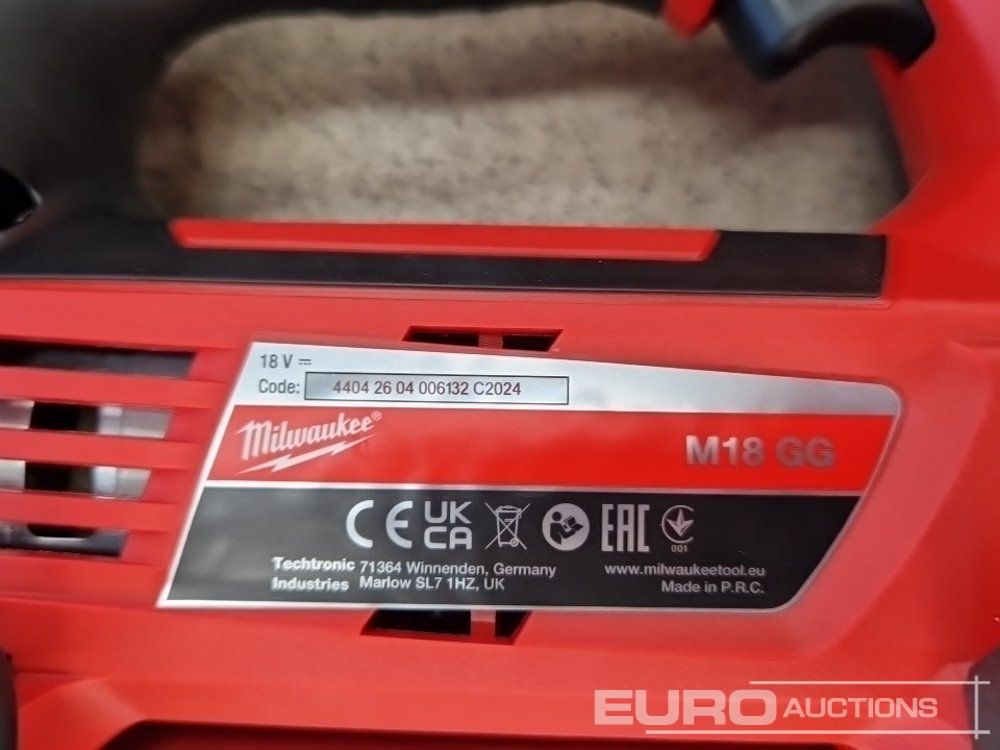 18 V ⎓
Code: 4404 26 04 006132 C2024
Milwaukee®
M18 GG
CE UK CA EAC 001
Techtronic Industries
71364 Winnenden, Germany
Marlow SL7 1HZ, UK
www.milwaukeetool.eu
Made in P.R.C.
EURO AUCTIONS